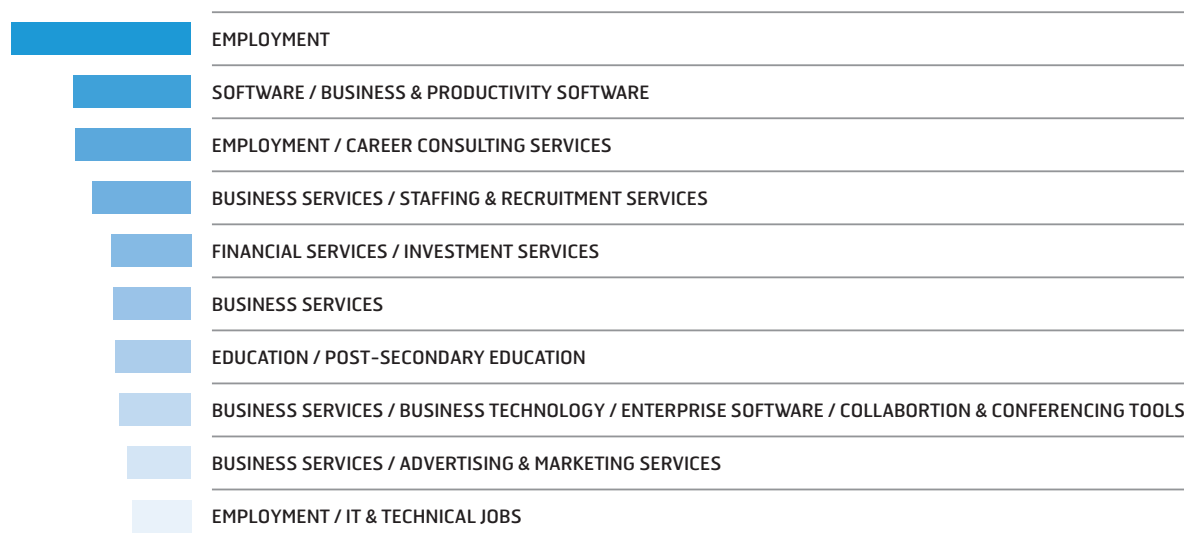 EMPLOYMENT
SOFTWARE / BUSINESS & PRODUCTIVITY SOFTWARE
EMPLOYMENT / CAREER CONSULTING SERVICES
BUSINESS SERVICES / STAFFING & RECRUITMENT SERVICES
FINANCIAL SERVICES / INVESTMENT SERVICES
BUSINESS SERVICES
EDUCATION / POST-SECONDARY EDUCATION
BUSINESS SERVICES / BUSINESS TECHNOLOGY / ENTERPRISE SOFTWARE / COLLABORTION & CONFERENCING TOOLS
BUSINESS SERVICES / ADVERTISING & MARKETING SERVICES
EMPLOYMENT / IT & TECHNICAL JOBS